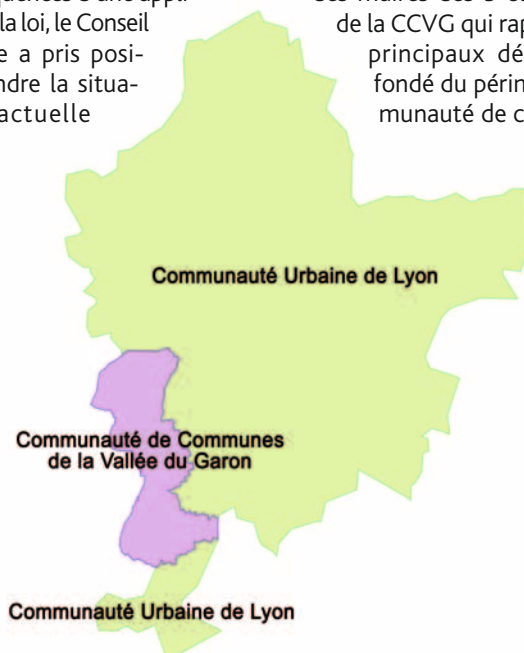 la loi, le Conseil
e a pris posi-
ndre la situa-
actuelle
de la CCVG qui rap
principaux dé
fondé du périn
munauté de c
Communauté Urbaine de Lyon
Communauté de Communes
de la Vallée du Garon
Communauté Urbaine de Lyon